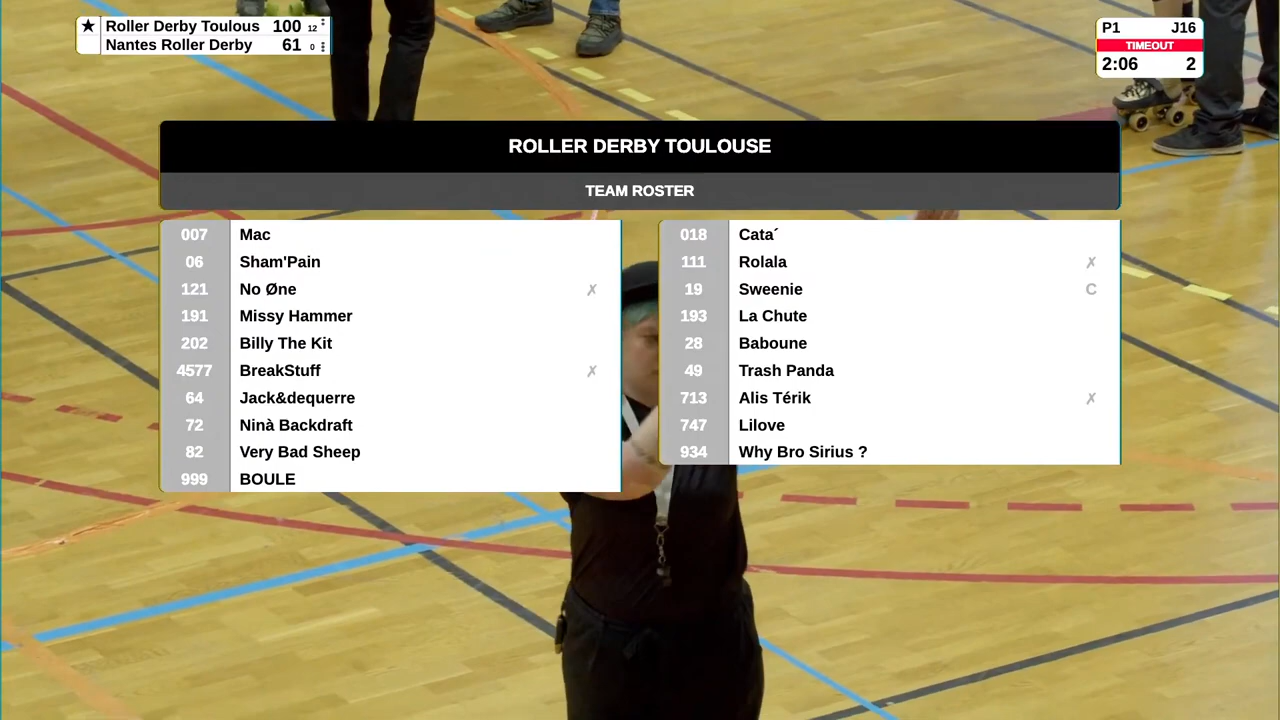 ★ Roller Derby Toulous 100 12
Nantes Roller Derby 61 0
P1 J16
TIMEOUT
2:06 2
ROLLER DERBY TOULOUSE
TEAM ROSTER
007 Mac
06 Sham'Pain
121 No Øne ✗
191 Missy Hammer
202 Billy The Kit
4577 BreakStuff ✗
64 Jack&dequerre
72 Ninà Backdraft
82 Very Bad Sheep
999 BOULE
018 Cata´
111 Rolala ✗
19 Sweenie C
193 La Chute
28 Baboune
49 Trash Panda
713 Alis Térik ✗
747 Lilove
934 Why Bro Sirius ?